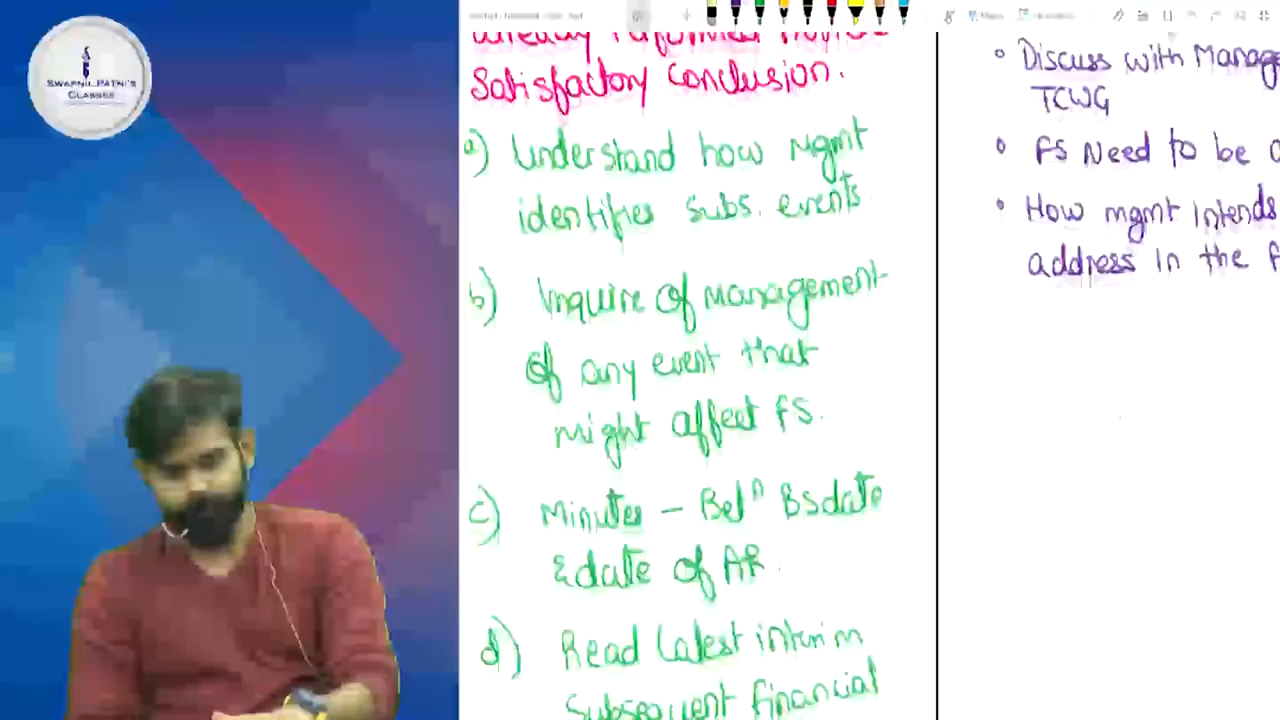 SWAPNIL PATNI'S
CLASSES
already
Satisfactory Conclusion.
a) Understand how Mgmt
identifies subs. events
b) Inquire of management
of any event that
might affect FS.
c) Minutes - Betn BS date
& date of AR.
d) Read latest interim
Subsequent financial
• Discuss with Manage
TCWG
• FS Need to be a
• How mgmt intends
address in the F